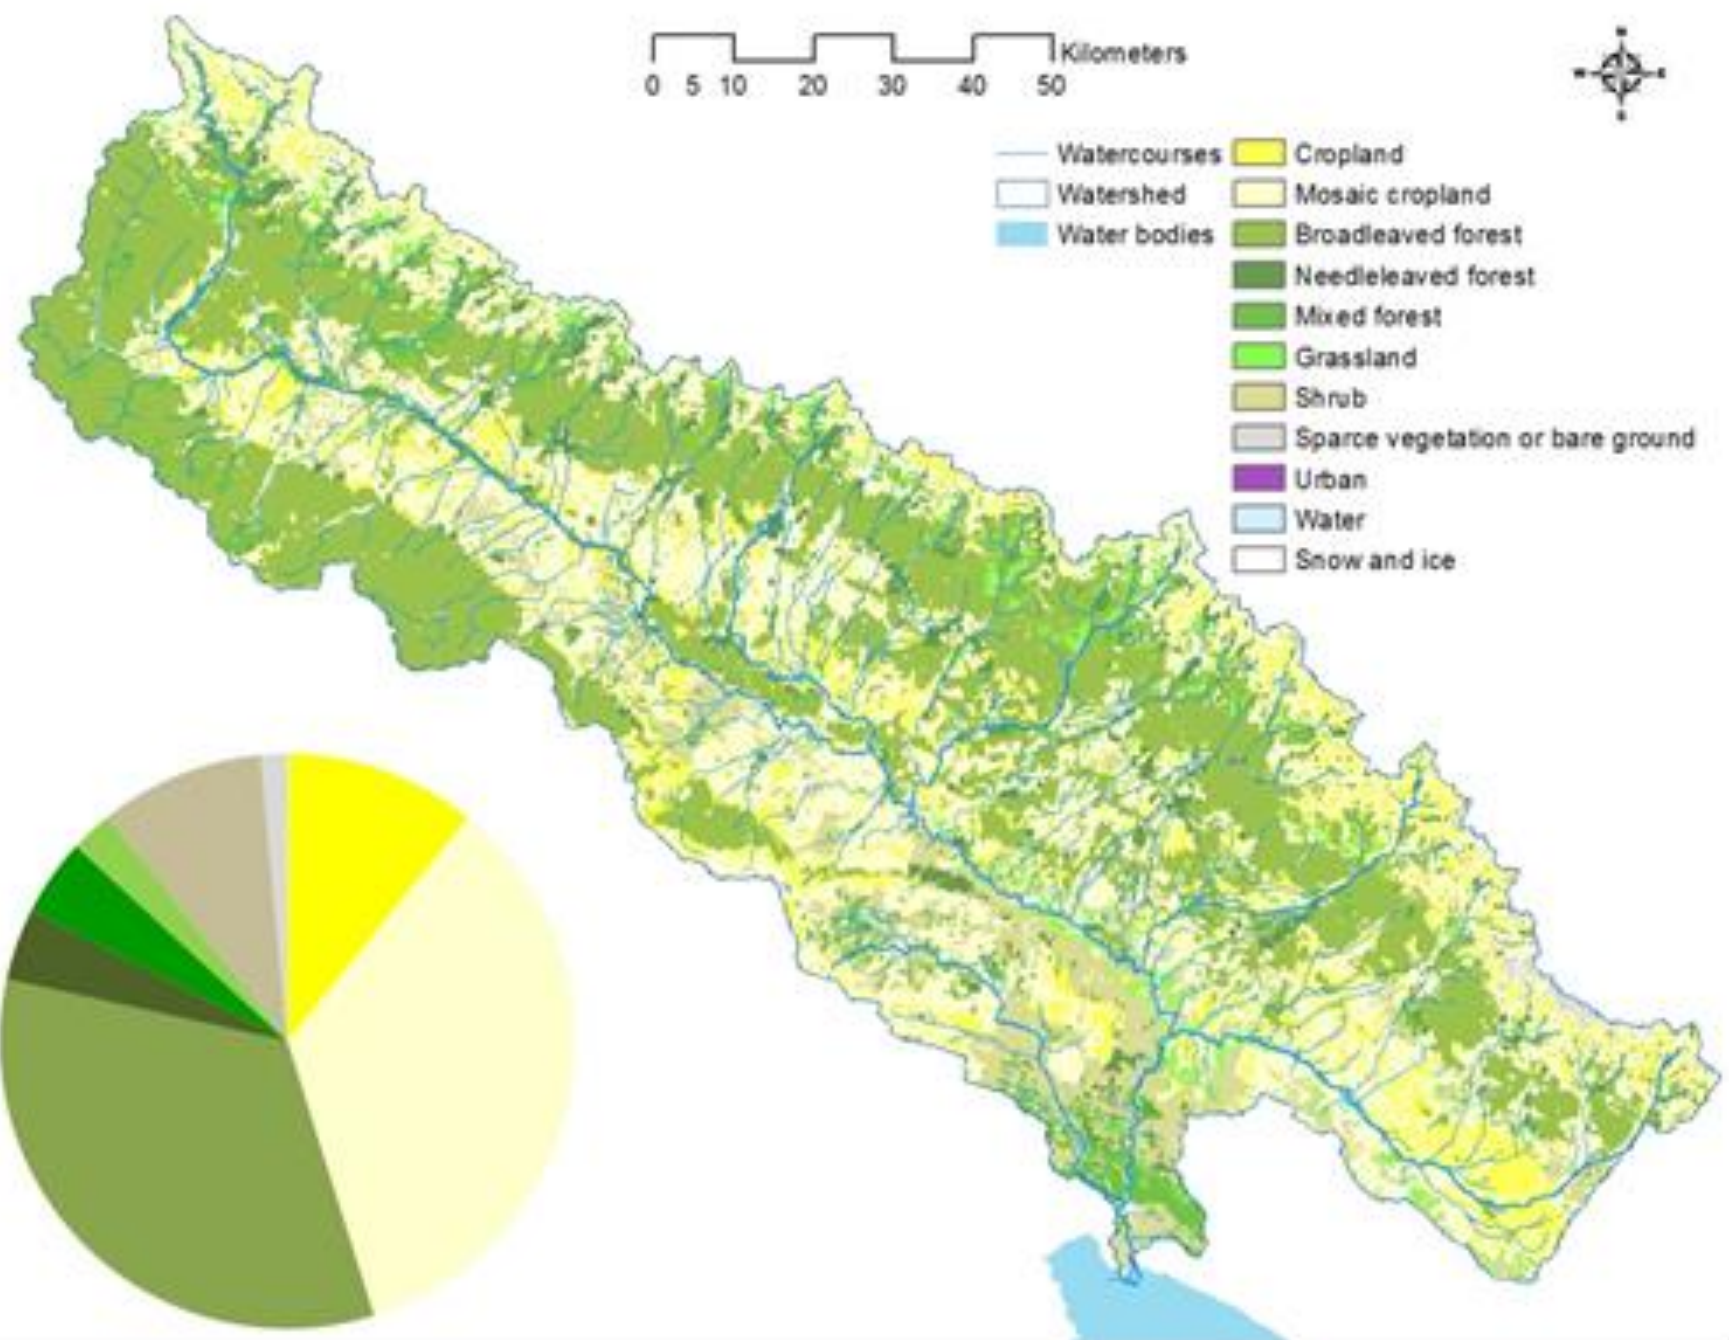 Kilometers
0 5 10 20 30 40 50
N
W E
S
Watercourses
Watershed
Water bodies
Cropland
Mosaic cropland
Broadleaved forest
Needleleaved forest
Mixed forest
Grassland
Shrub
Sparce vegetation or bare ground
Urban
Water
Snow and ice